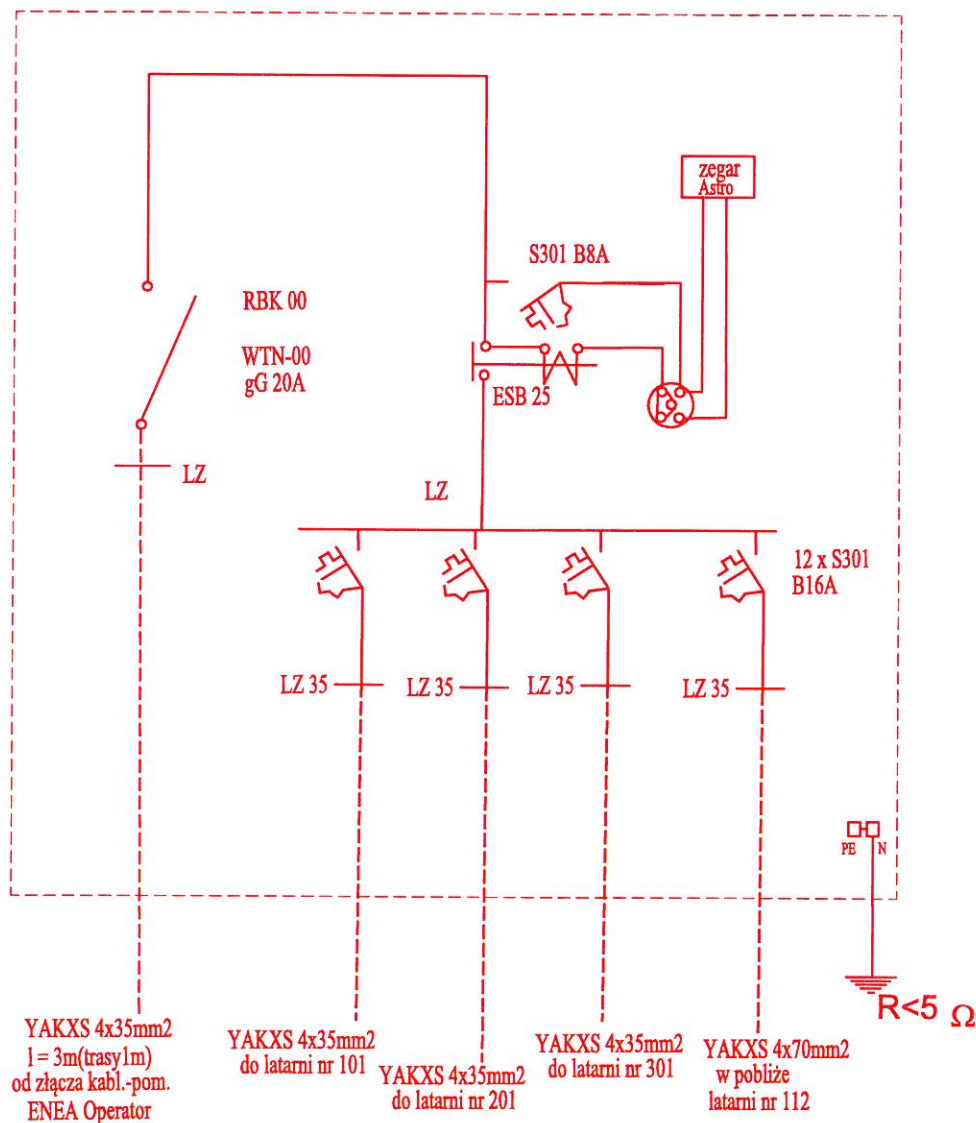 zegar
Astro
S301 B8A
RBK 00
WTN-00
gG 20A
ESB 25
LZ
LZ
12 x S301
B16A
LZ 35
LZ 35
LZ 35
LZ 35
PE
N
R<5 Ω
YAKXS 4x35mm2
l = 3m(trasy1m)
od złącza kabl.-pom.
ENEA Operator
YAKXS 4x35mm2
do latarni nr 101
YAKXS 4x35mm2
do latarni nr 201
YAKXS 4x35mm2
do latarni nr 301
YAKXS 4x70mm2
w pobliże
latarni nr 112